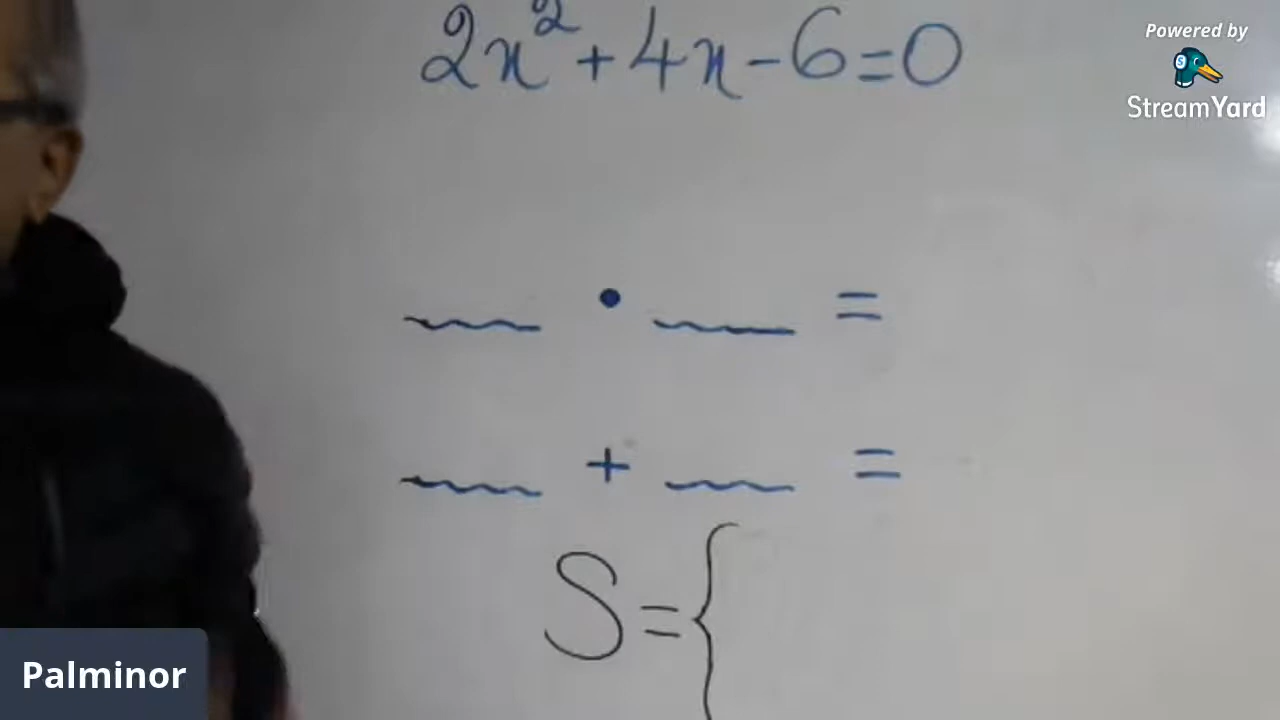 Powered by
StreamYard
2x²+4x-6=0
___ • ___ =
___ + ___ =
S={
Palminor